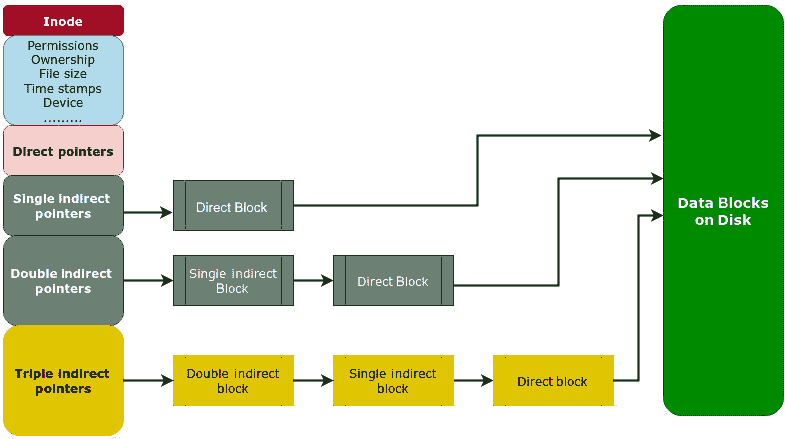 Inode
Permissions
Ownership
File size
Time stamps
Device
.........
Direct pointers
Single indirect
pointers
Direct Block
Double indirect
pointers
Single indirect
Block
Direct Block
Triple indirect
pointers
Double indirect
block
Single indirect
block
Direct block
Data Blocks
on Disk